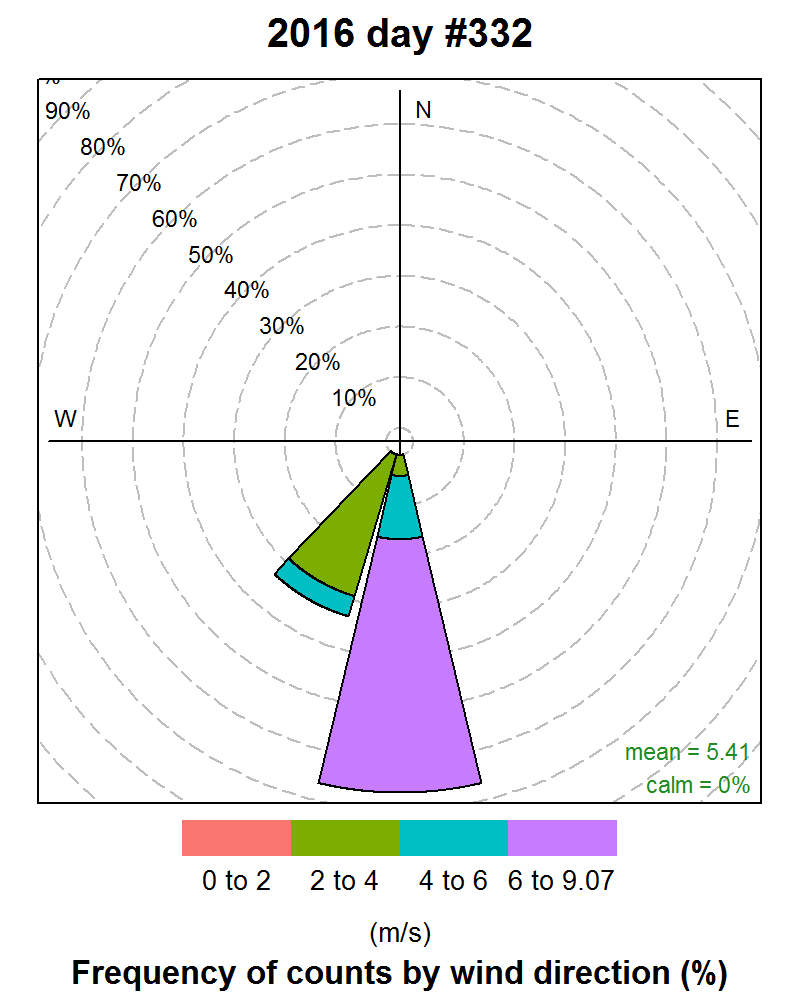 2016 day #332
%
90%
N
80%
70%
60%
50%
40%
30%
20%
10%
W
E
mean = 5.41
calm = 0%
0 to 2 2 to 4 4 to 6 6 to 9.07
(m/s)
Frequency of counts by wind direction (%)